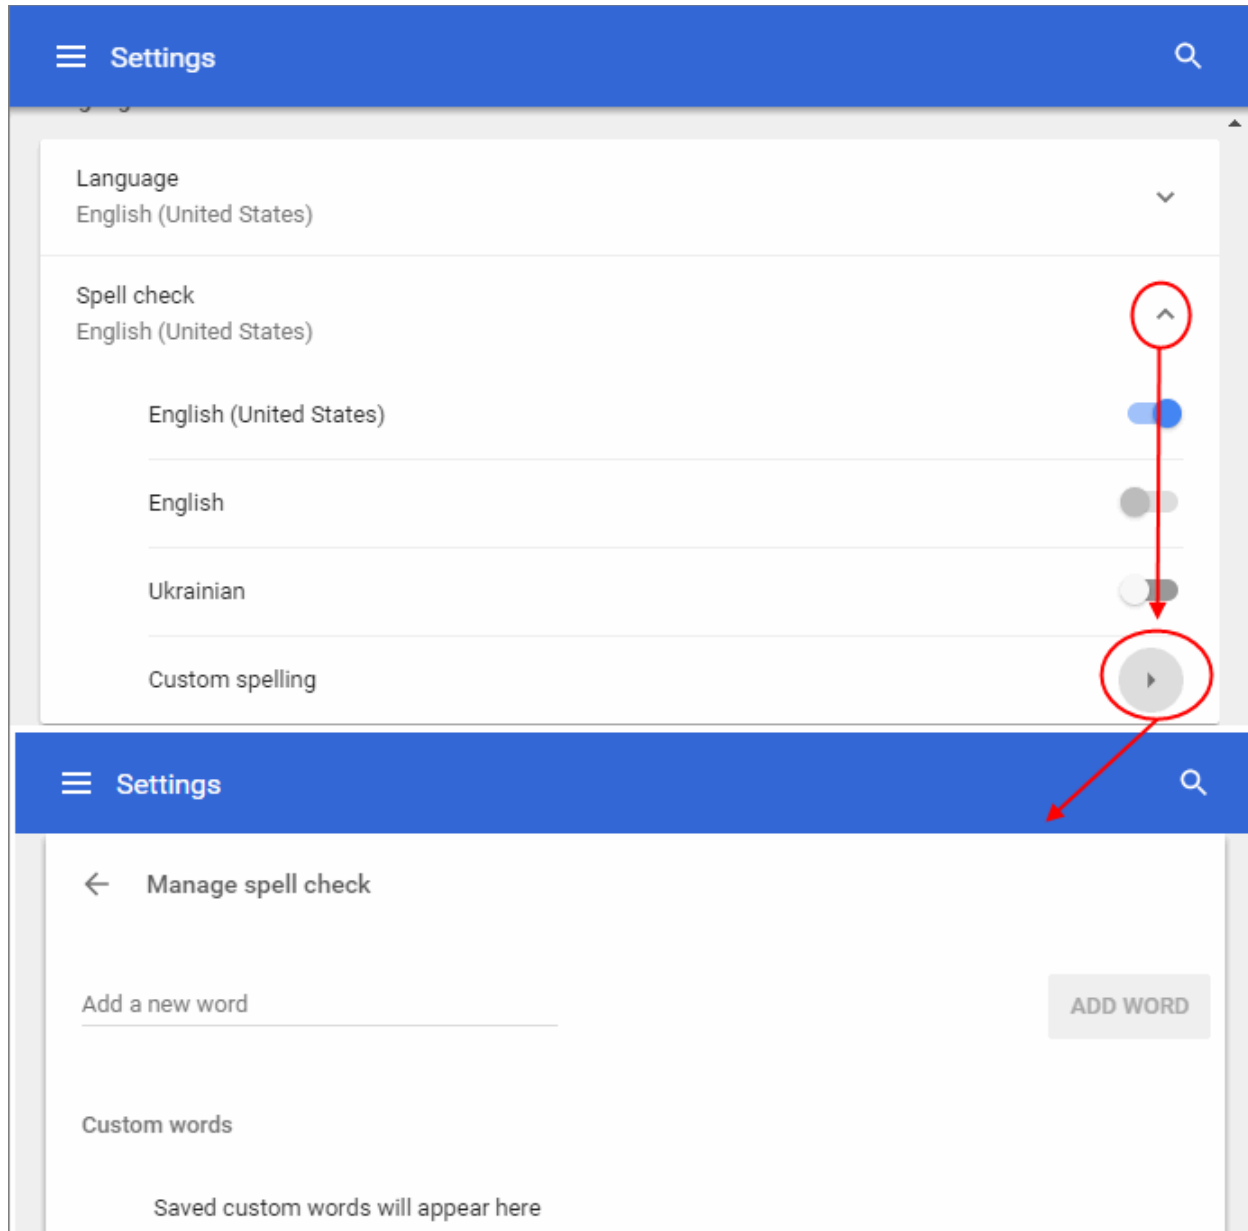 Settings
Language
English (United States)
Spell check
English (United States)
English (United States)
English
Ukrainian
Custom spelling
Settings
Manage spell check
Add a new word
ADD WORD
Custom words
Saved custom words will appear here